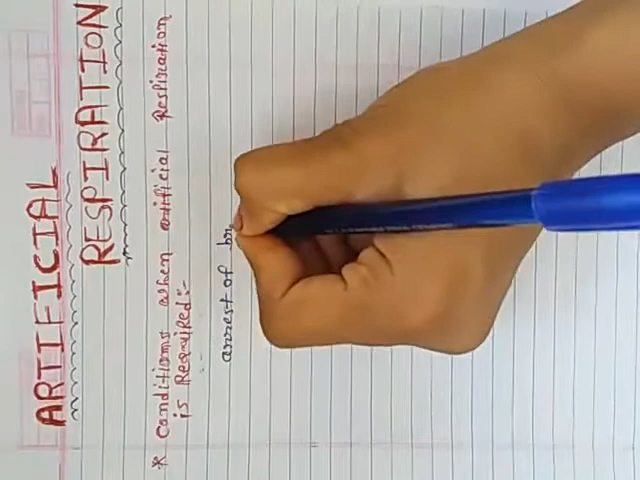 ARTIFICIAL
RESPIRATION
* Conditions when artificial Respiration
is Required:-
arrest of br